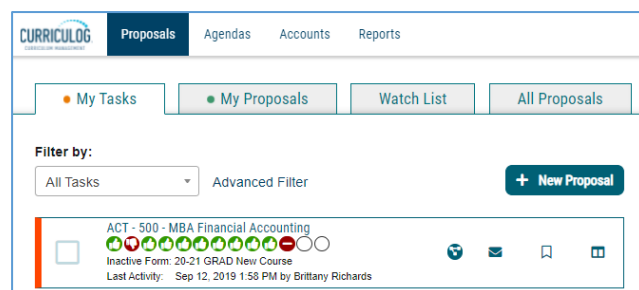 CURRICULOG
CURRICULUM MANAGEMENT
Proposals Agendas Accounts Reports
My Tasks My Proposals Watch List All Proposals
Filter by:
All Tasks Advanced Filter + New Proposal
ACT - 500 - MBA Financial Accounting
Inactive Form: 20-21 GRAD New Course
Last Activity: Sep 12, 2019 1:58 PM by Brittany Richards